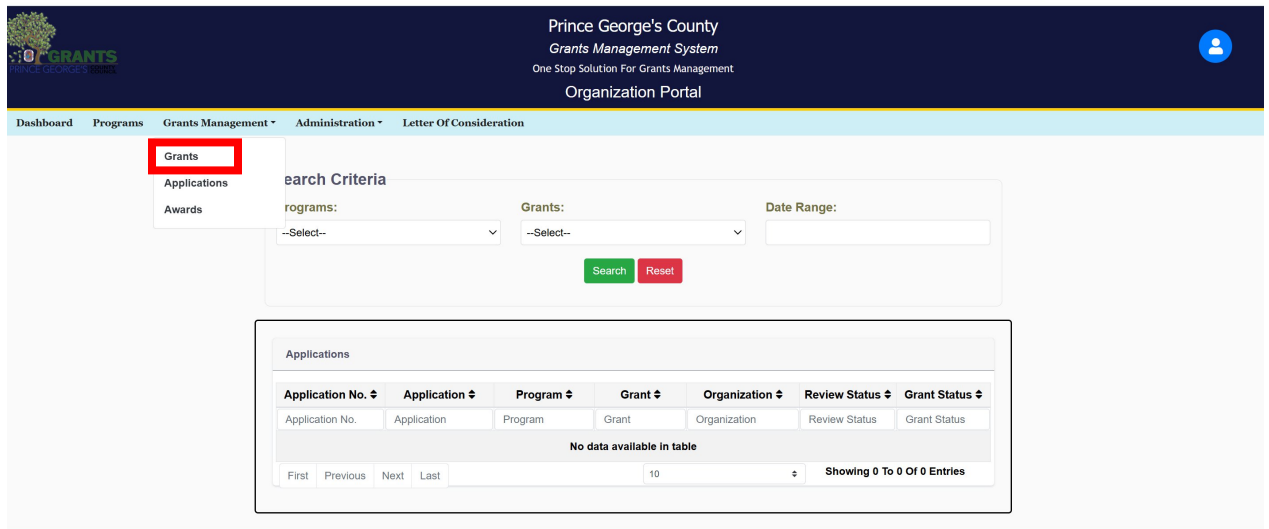 Prince George's County
Grants Management System
One Stop Solution For Grants Management
Organization Portal
GRANTS
PRINCE GEORGE'S
Dashboard Programs Grants Management Administration Letter Of Consideration
Grants
Applications
Awards
earch Criteria
rograms: Grants: Date Range:
--Select-- --Select--
Search Reset
Applications
Application No. Application Program Grant Organization Review Status Grant Status
Application No. Application Program Grant Organization Review Status Grant Status
No data available in table
First Previous Next Last 10 Showing 0 To 0 Of 0 Entries